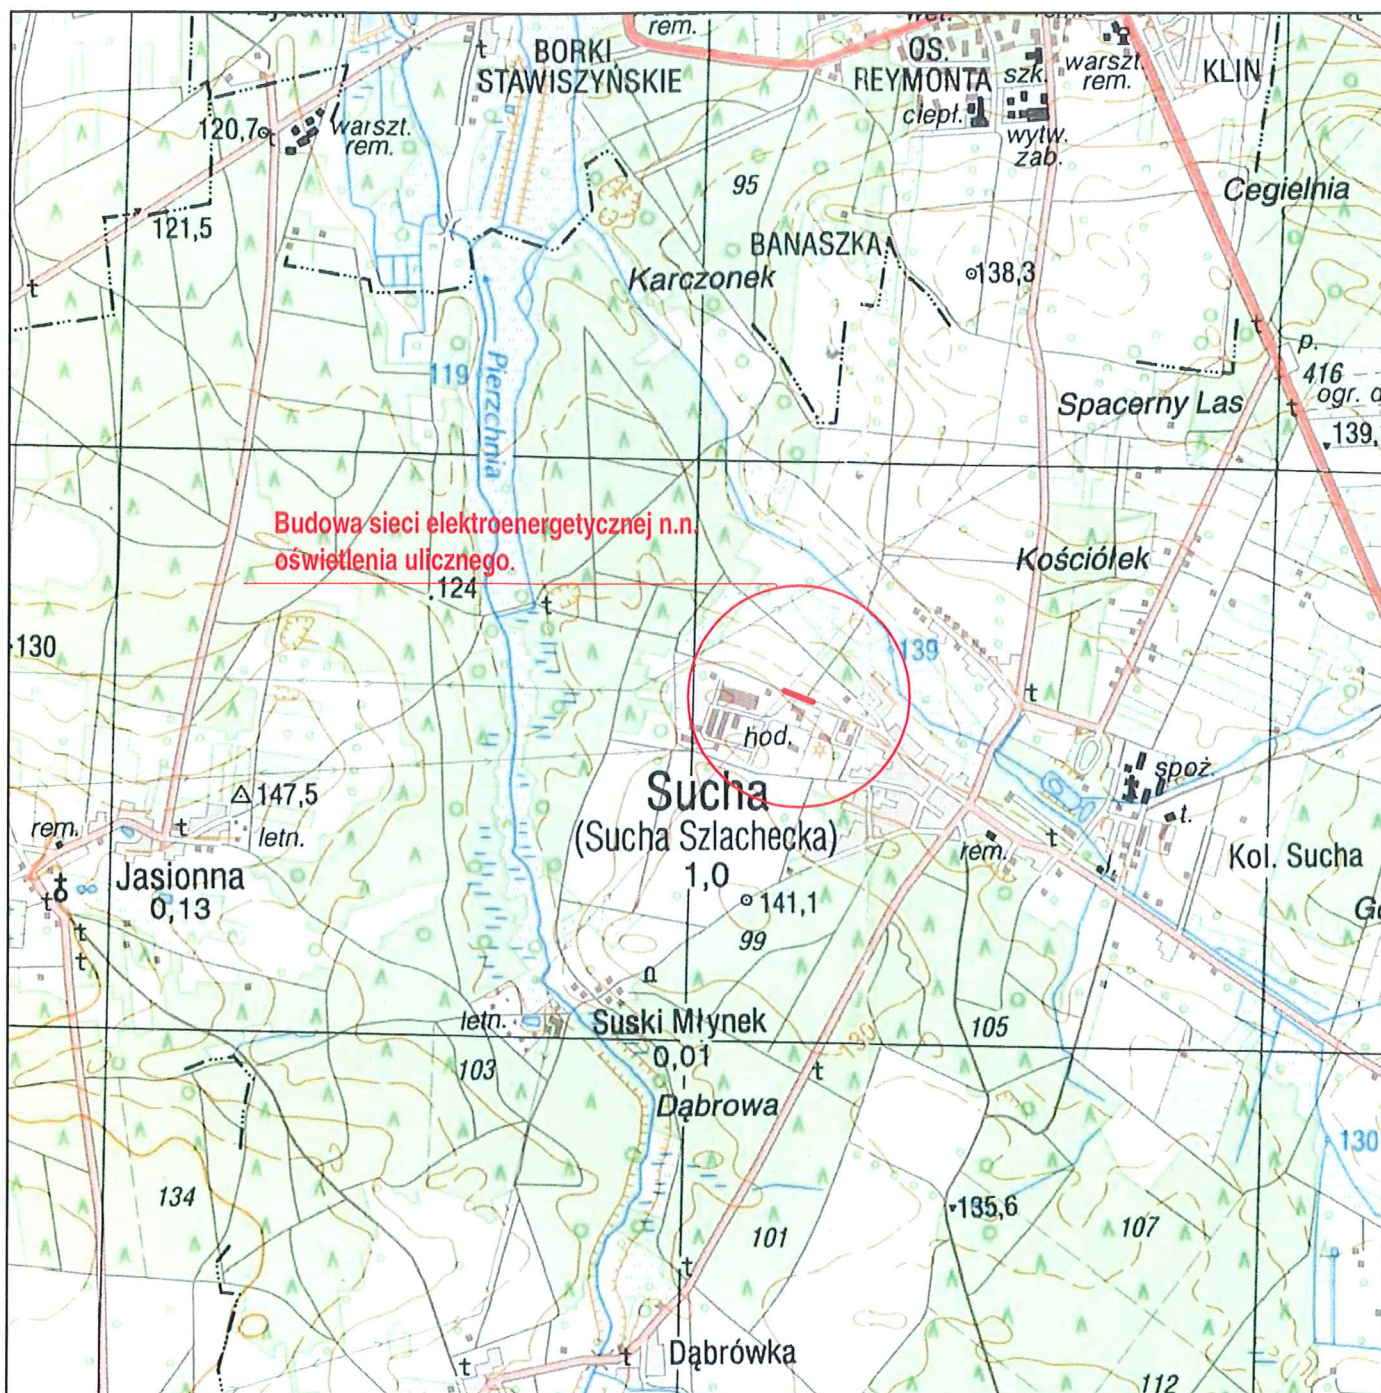 rem.
BORKI
STAWISZYŃSKIE
OS.
REYMONTA
szk.
warszt.
rem.
KLIN
ciepł.
wytw.
zab.
120,7
warszt.
rem.
95
Cegielnia
121,5
BANASZKA
138,3
Karczonek
119
Pierzchnia
p.
416
ogr. d
139,
Spacerny Las
Budowa sieci elektroenergetycznej n.n.
oświetlenia ulicznego.
Kościółek
124
130
139
hod.
Sucha
(Sucha Szlachecka)
1,0
spoż.
t.
147,5
rem.
letn.
rem.
Kol. Sucha
Jasionna
0,13
141,1
99
letn.
Suski Młynek
0,01
130
105
103
Dąbrowa
130
134
135,6
107
101
Dąbrówka
112